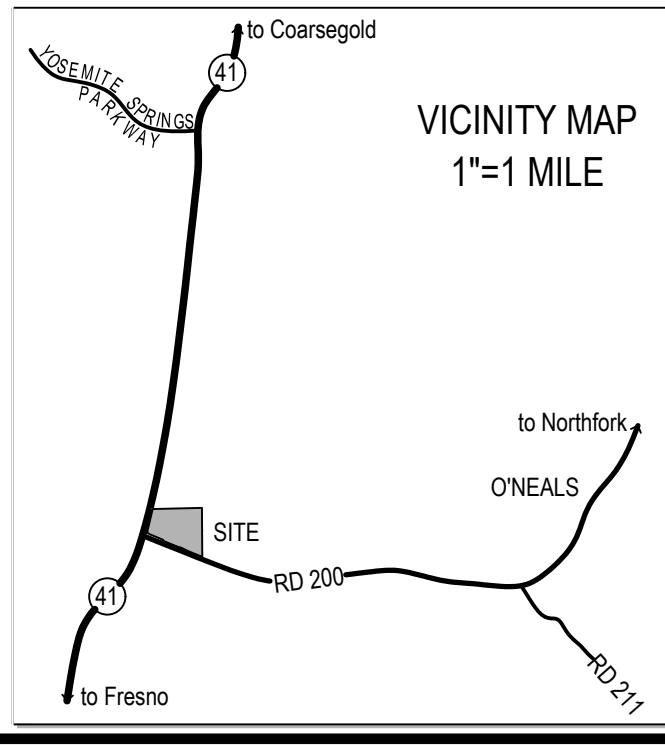 to Coarsegold
41
YOSEMITE SPRINGS
PARKWAY
VICINITY MAP
1"=1 MILE
to Northfork
O'NEALS
SITE
RD 200
41
RD 211
to Fresno